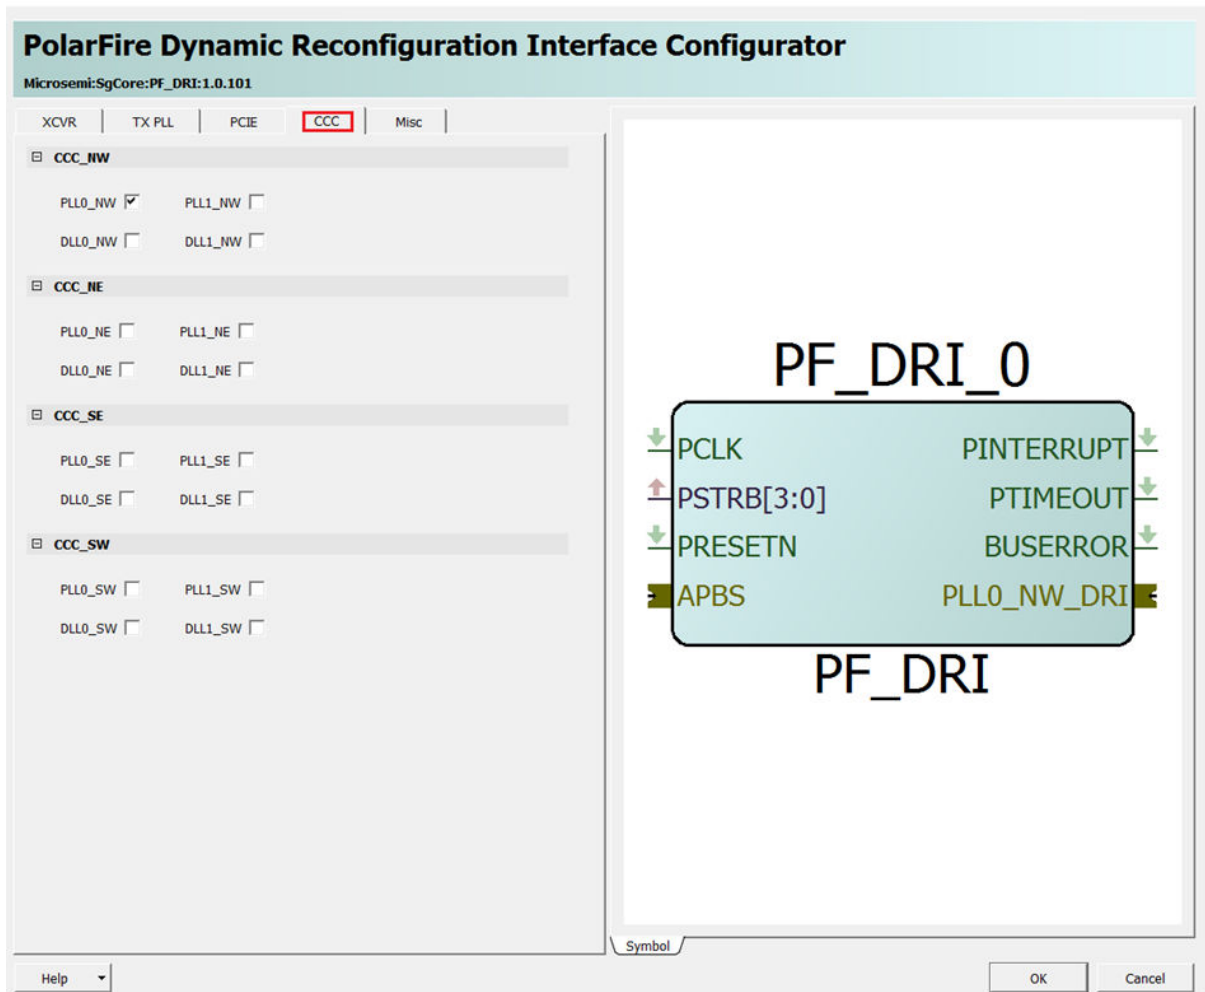 PolarFire Dynamic Reconfiguration Interface Configurator
Microsemi:SgCore:PF_DRI:1.0.101
XCVR TX PLL PCIE CCC Misc
CCC_NW
PLL0_NW PLL1_NW
DLL0_NW DLL1_NW
CCC_NE
PLL0_NE PLL1_NE
DLL0_NE DLL1_NE
CCC_SE
PLL0_SE PLL1_SE
DLL0_SE DLL1_SE
CCC_SW
PLL0_SW PLL1_SW
DLL0_SW DLL1_SW
PF_DRI_0
PCLK PINTERRUPT
PSTRB[3:0] PTIMEOUT
PRESETN BUSERROR
APBS PLL0_NW_DRI
PF_DRI
Symbol
Help OK Cancel